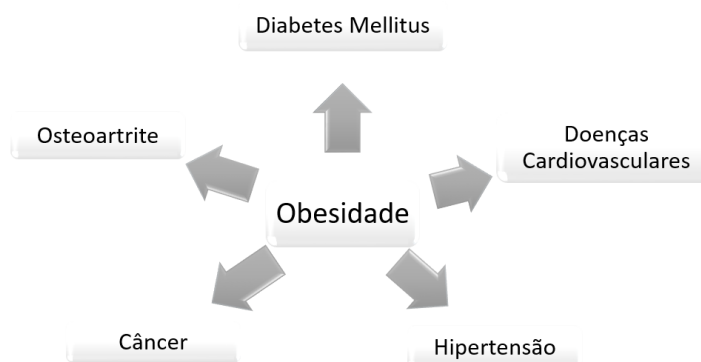 Diabetes Mellitus
Osteoartrite
Doenças
Cardiovasculares
Obesidade
Câncer
Hipertensão